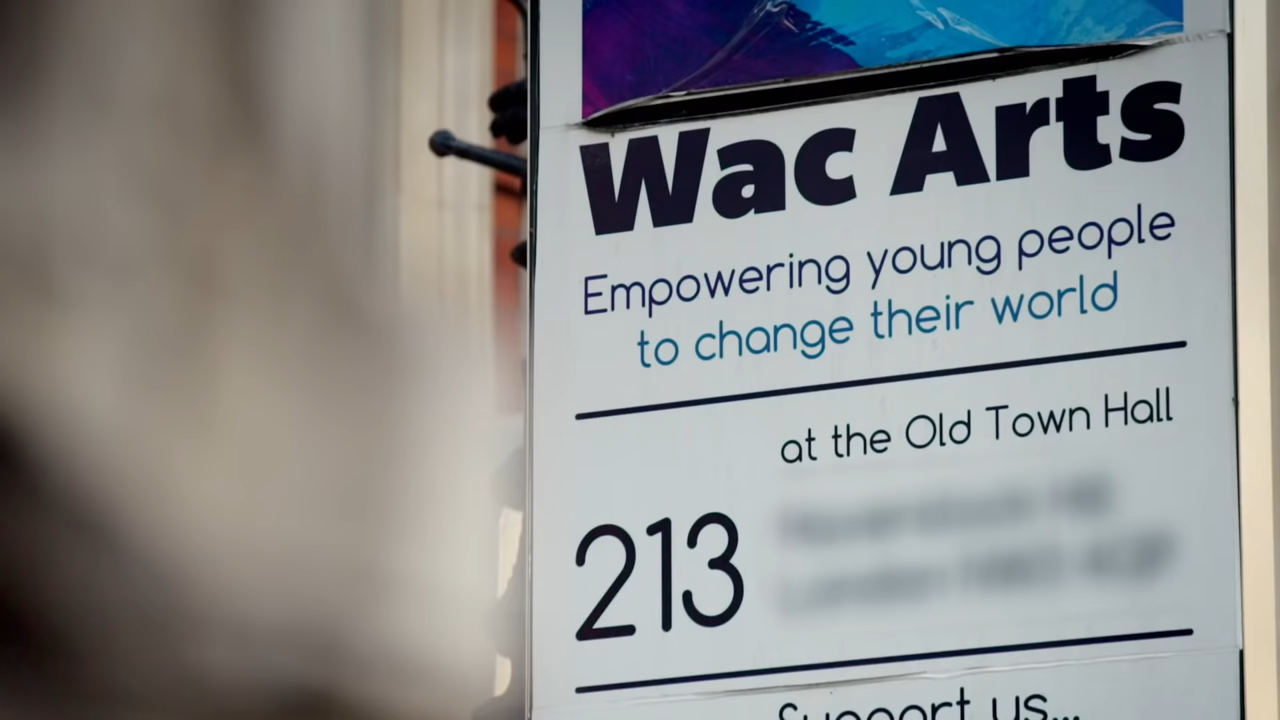 Wac Arts
Empowering young people
to change their world
at the Old Town Hall
213
Support us...